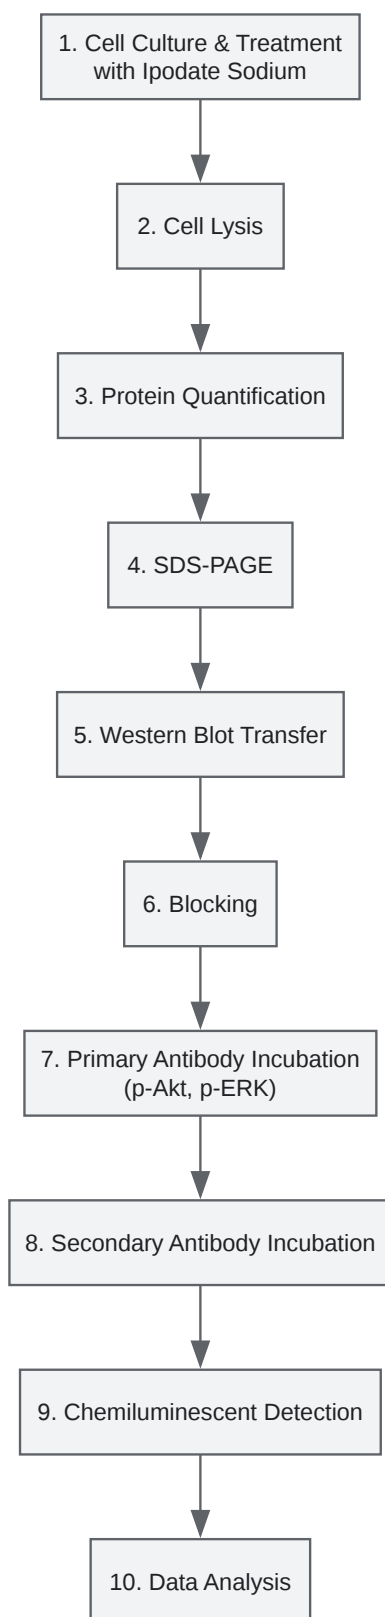 1. Cell Culture & Treatment
with Ipodate Sodium
2. Cell Lysis
3. Protein Quantification
4. SDS-PAGE
5. Western Blot Transfer
6. Blocking
7. Primary Antibody Incubation
(p-Akt, p-ERK)
8. Secondary Antibody Incubation
9. Chemiluminescent Detection
10. Data Analysis